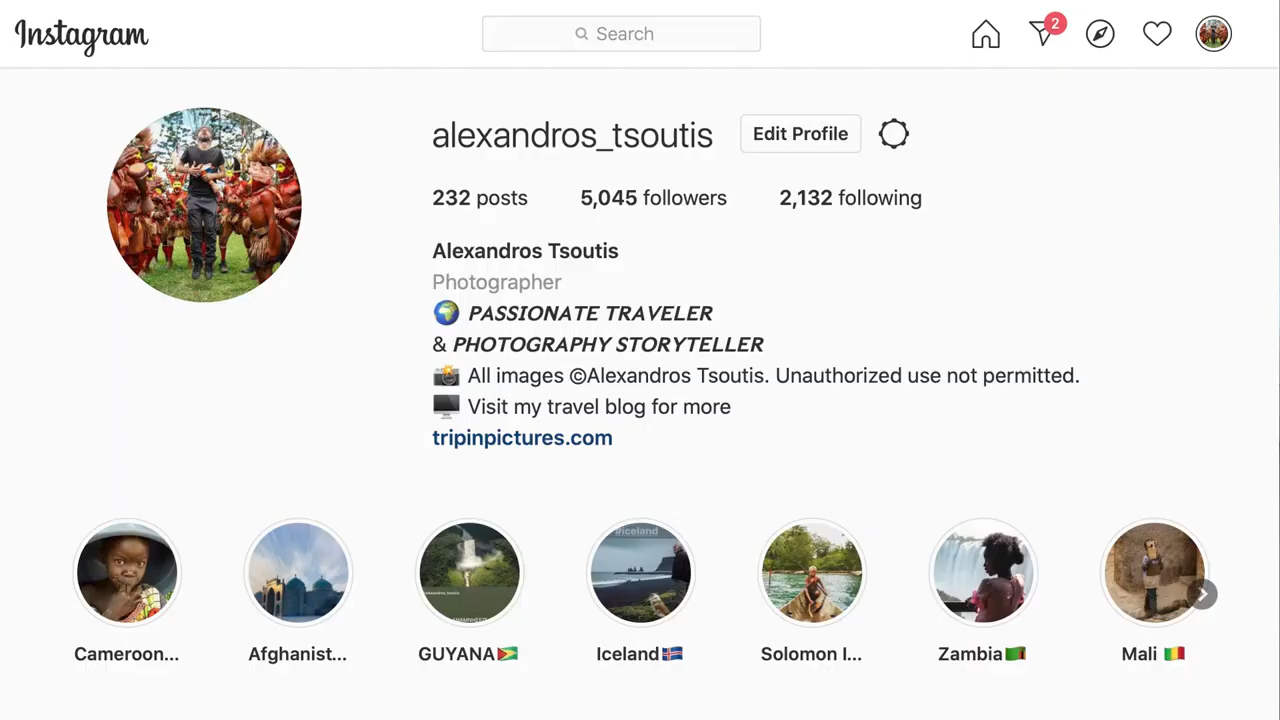 Instagram
Search
2
alexandros_tsoutis
Edit Profile
232 posts
5,045 followers
2,132 following
Alexandros Tsoutis
Photographer
🌍 PASSIONATE TRAVELER
& PHOTOGRAPHY STORYTELLER
📸 All images ©Alexandros Tsoutis. Unauthorized use not permitted.
🖥️ Visit my travel blog for more
tripinpictures.com
#iceland
Cameroon...
Afghanist...
GUYANA🇬🇾
Iceland🇮🇸
Solomon I...
Zambia🇿🇲
Mali 🇲🇱